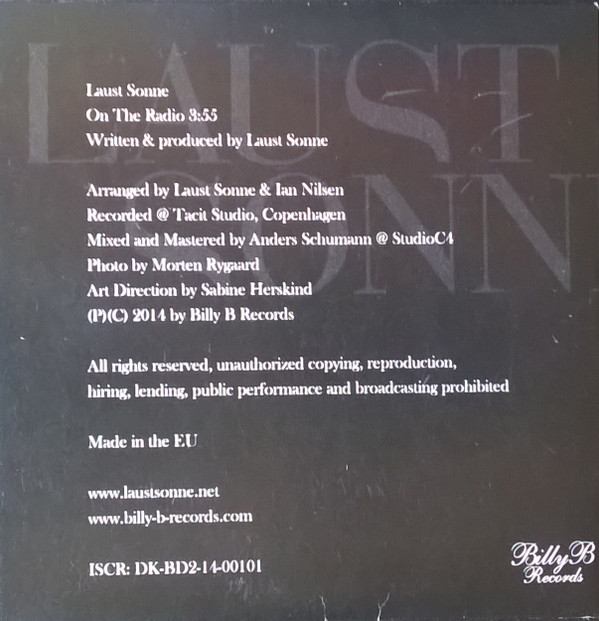 LAUST
SONN
Laust Sonne
On The Radio 3:55
Written & produced by Laust Sonne
Arranged by Laust Sonne & Ian Nilsen
Recorded @ Tacit Studio, Copenhagen
Mixed and Mastered by Anders Schumann @ StudioC4
Photo by Morten Rygaard
Art Direction by Sabine Herskind
(P)(C) 2014 by Billy B Records
All rights reserved, unauthorized copying, reproduction,
hiring, lending, public performance and broadcasting prohibited
Made in the EU
www.laustsonne.net
www.billy-b-records.com
ISCR: DK-BD2-14-00101
Billy B
Records